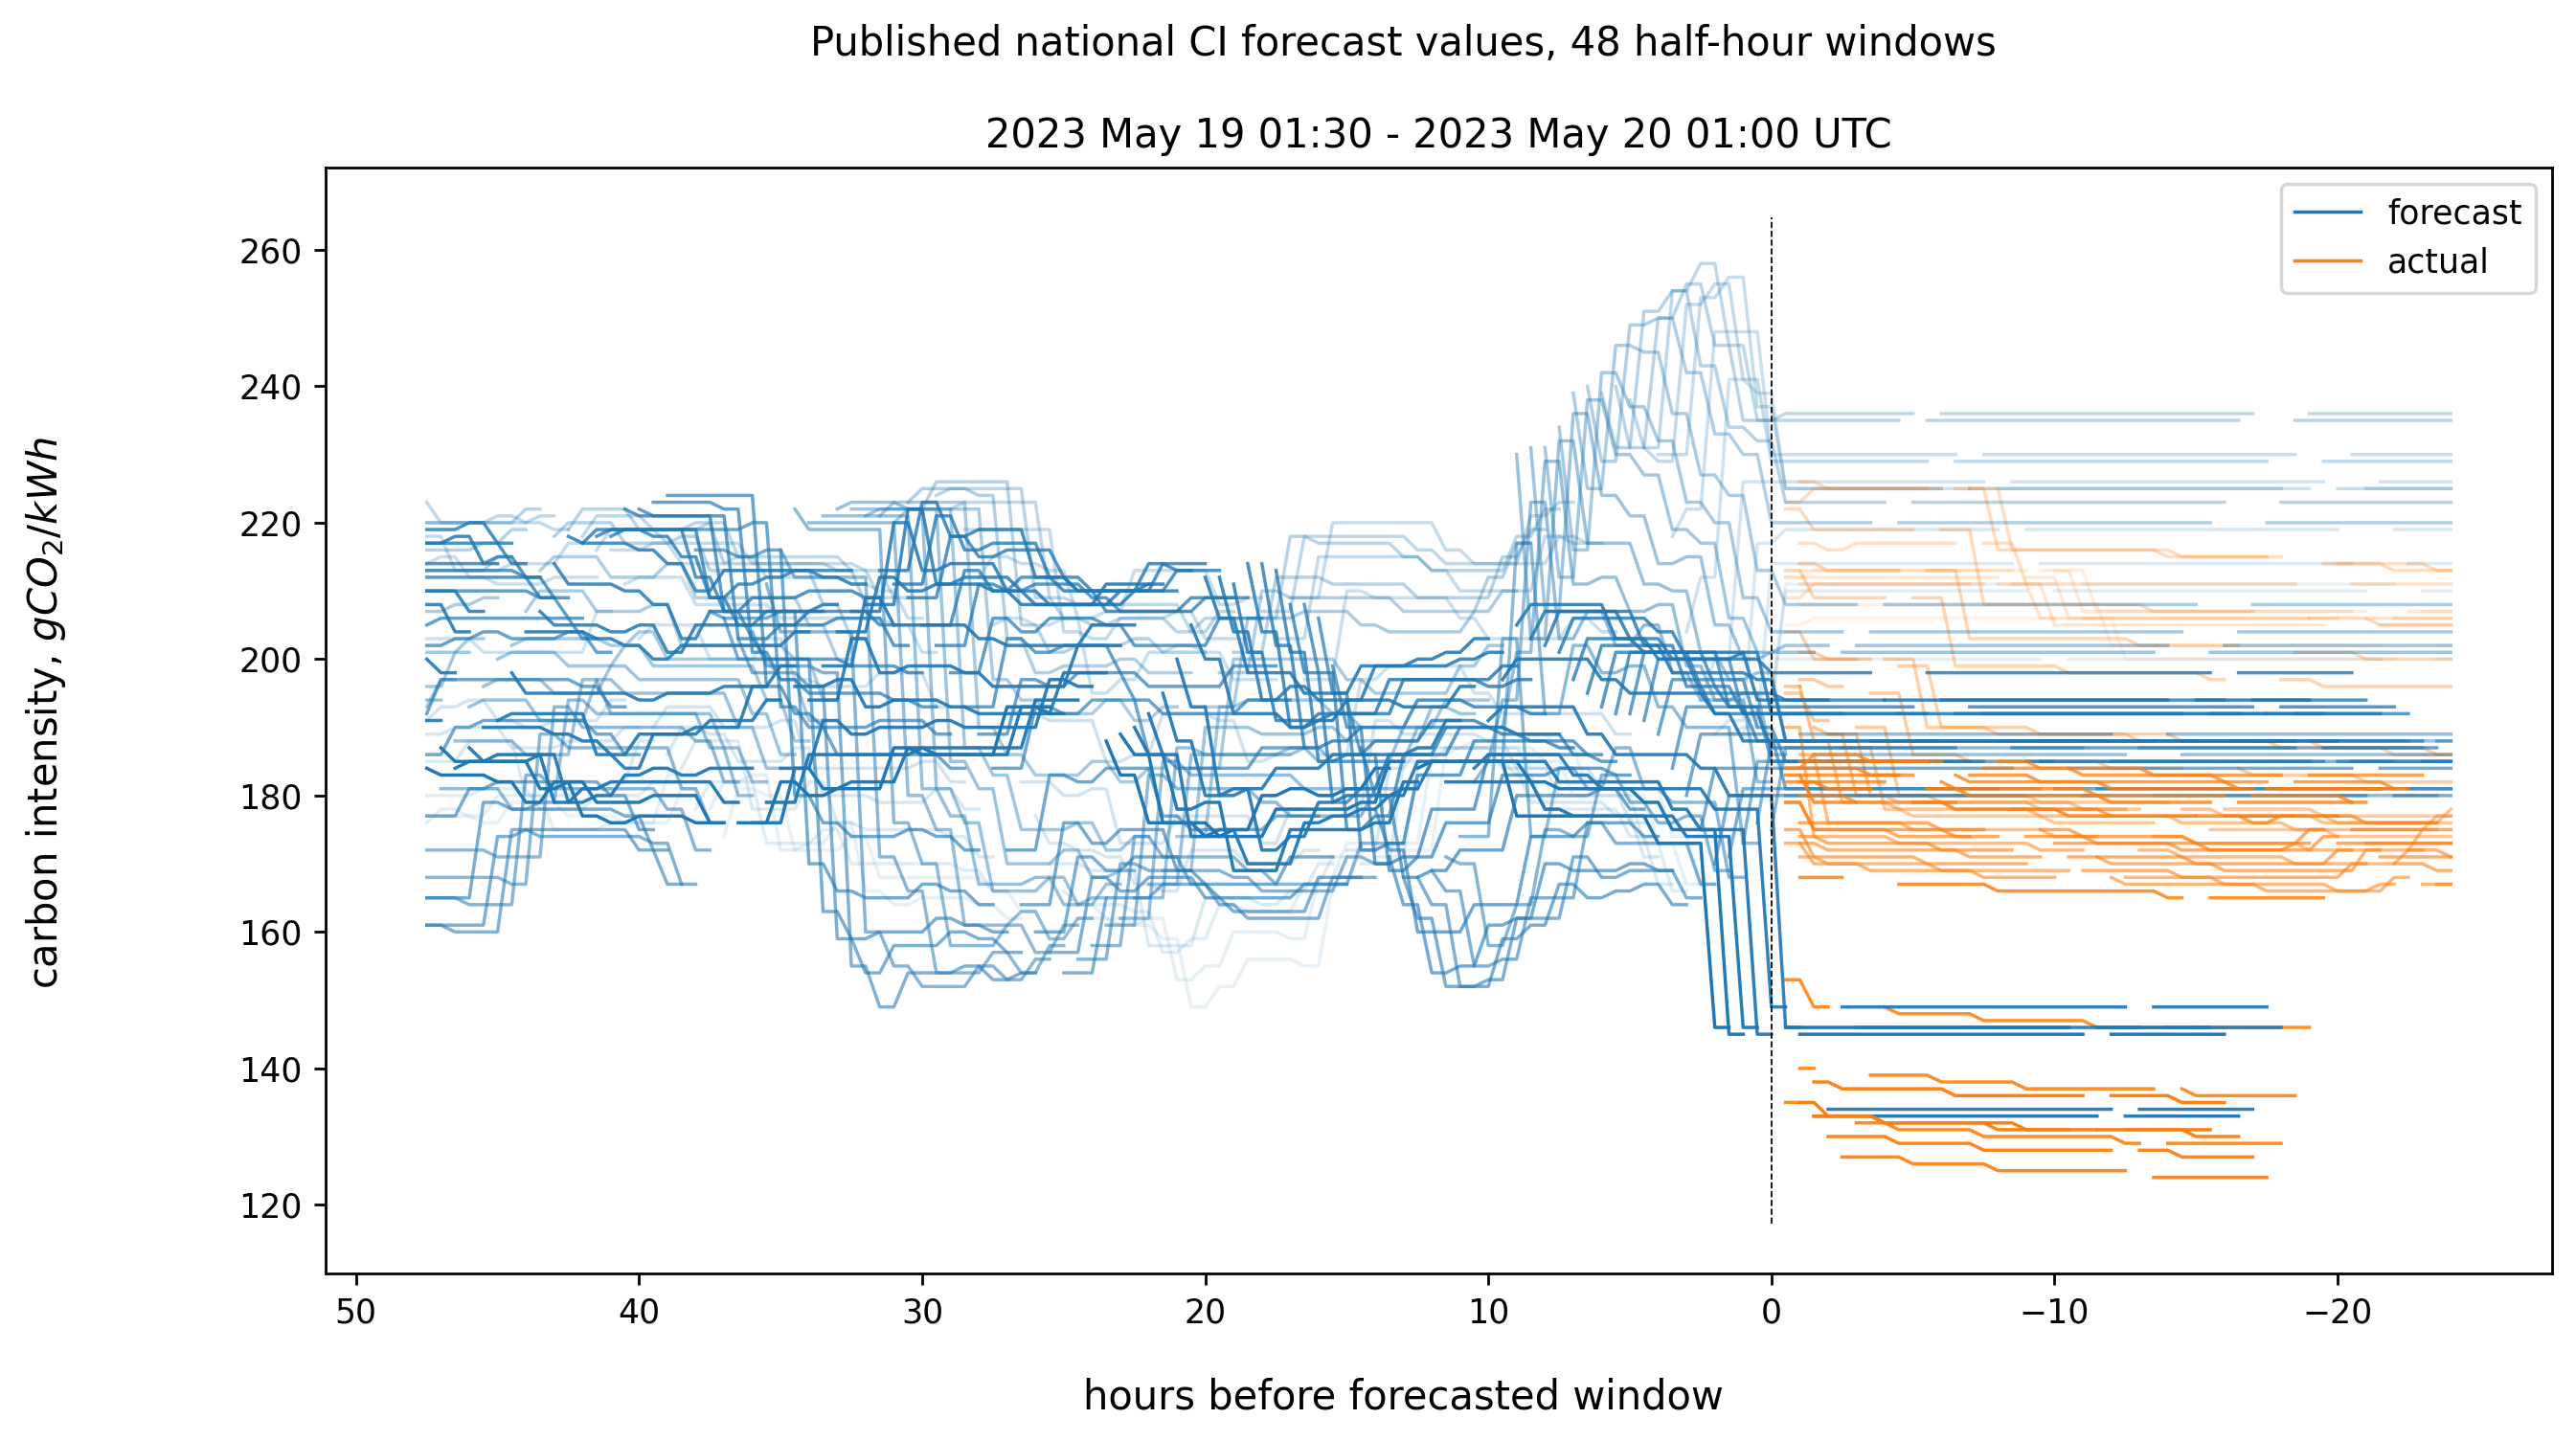 Published national CI forecast values, 48 half-hour windows
2023 May 19 01:30 - 2023 May 20 01:00 UTC
forecast
actual
260
240
220
200
180
160
140
120
carbon intensity, gCO₂/kWh
50 40 30 20 10 0 −10 −20
hours before forecasted window